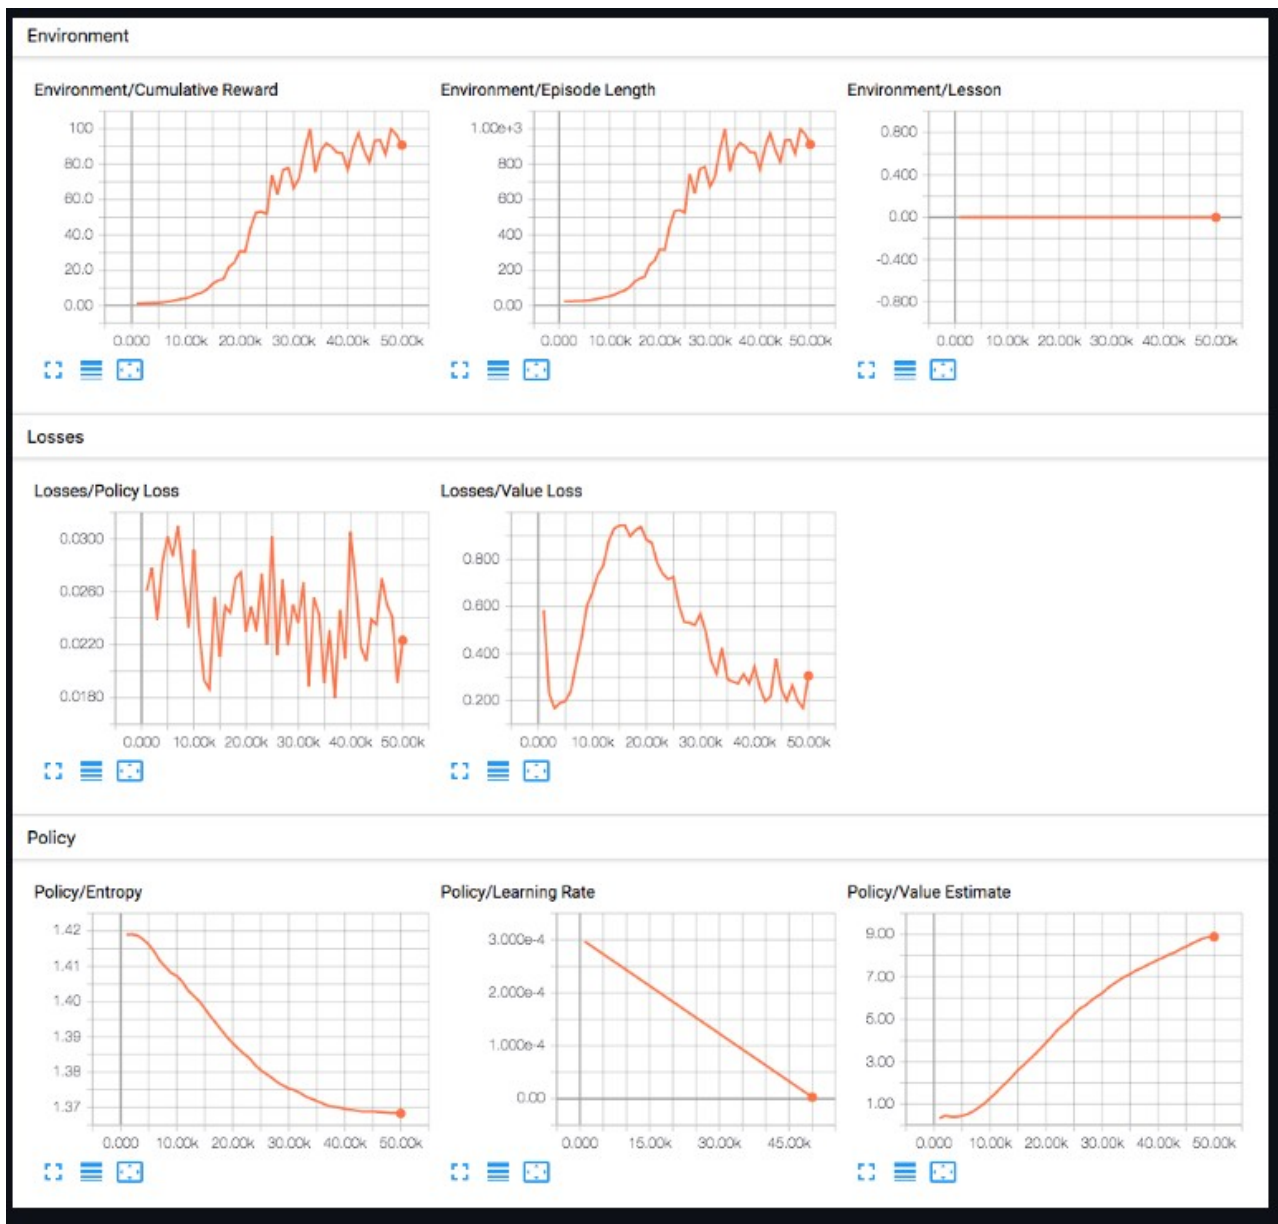 Environment
Environment/Cumulative Reward
100
80.0
60.0
40.0
20.0
0.00
0.000 10.00k 20.00k 30.00k 40.00k 50.00k
Environment/Episode Length
1.00e+3
800
600
400
200
0.00
0.000 10.00k 20.00k 30.00k 40.00k 50.00k
Environment/Lesson
0.800
0.400
0.00
-0.400
-0.800
0.000 10.00k 20.00k 30.00k 40.00k 50.00k
Losses
Losses/Policy Loss
0.0300
0.0260
0.0220
0.0180
0.000 10.00k 20.00k 30.00k 40.00k 50.00k
Losses/Value Loss
0.800
0.600
0.400
0.200
0.000 10.00k 20.00k 30.00k 40.00k 50.00k
Policy
Policy/Entropy
1.42
1.41
1.40
1.39
1.38
1.37
0.000 10.00k 20.00k 30.00k 40.00k 50.00k
Policy/Learning Rate
3.000e-4
2.000e-4
1.000e-4
0.00
0.000 15.00k 30.00k 45.00k
Policy/Value Estimate
9.00
7.00
5.00
3.00
1.00
0.000 10.00k 20.00k 30.00k 40.00k 50.00k